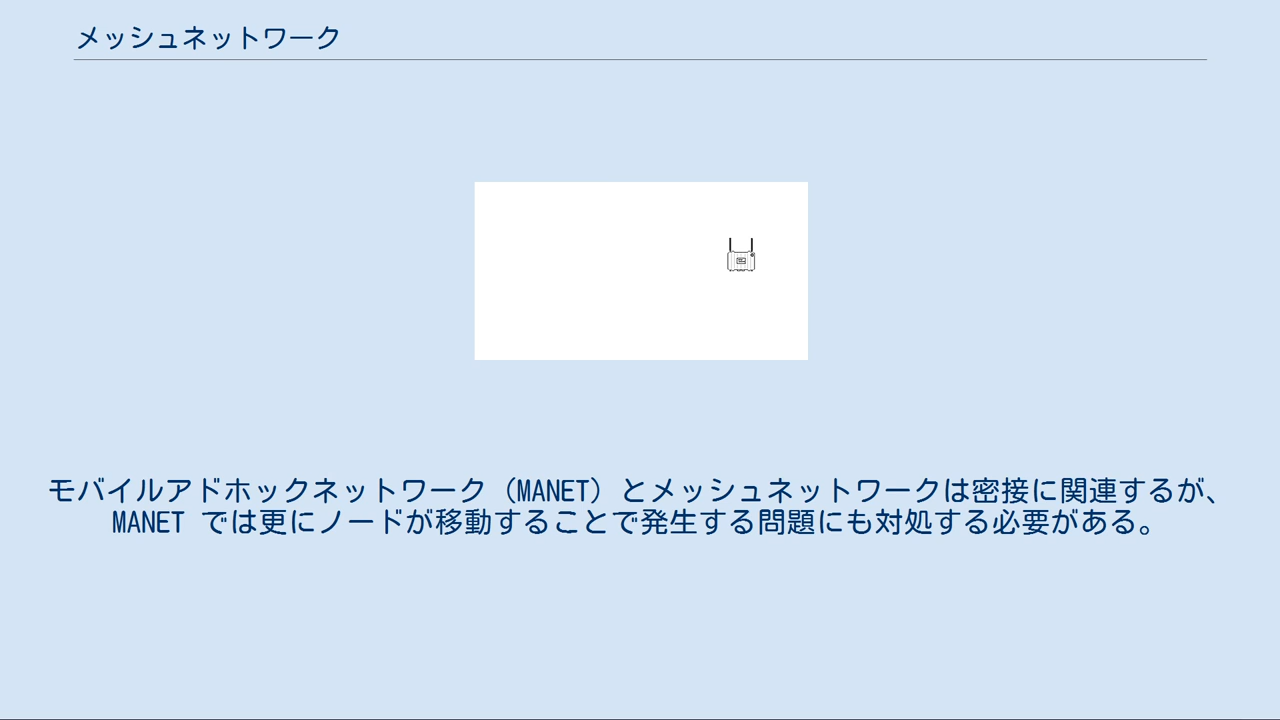 メッシュネットワーク
モバイルアドホックネットワーク（MANET）とメッシュネットワークは密接に関連するが、
MANET では更にノードが移動することで発生する問題にも対処する必要がある。